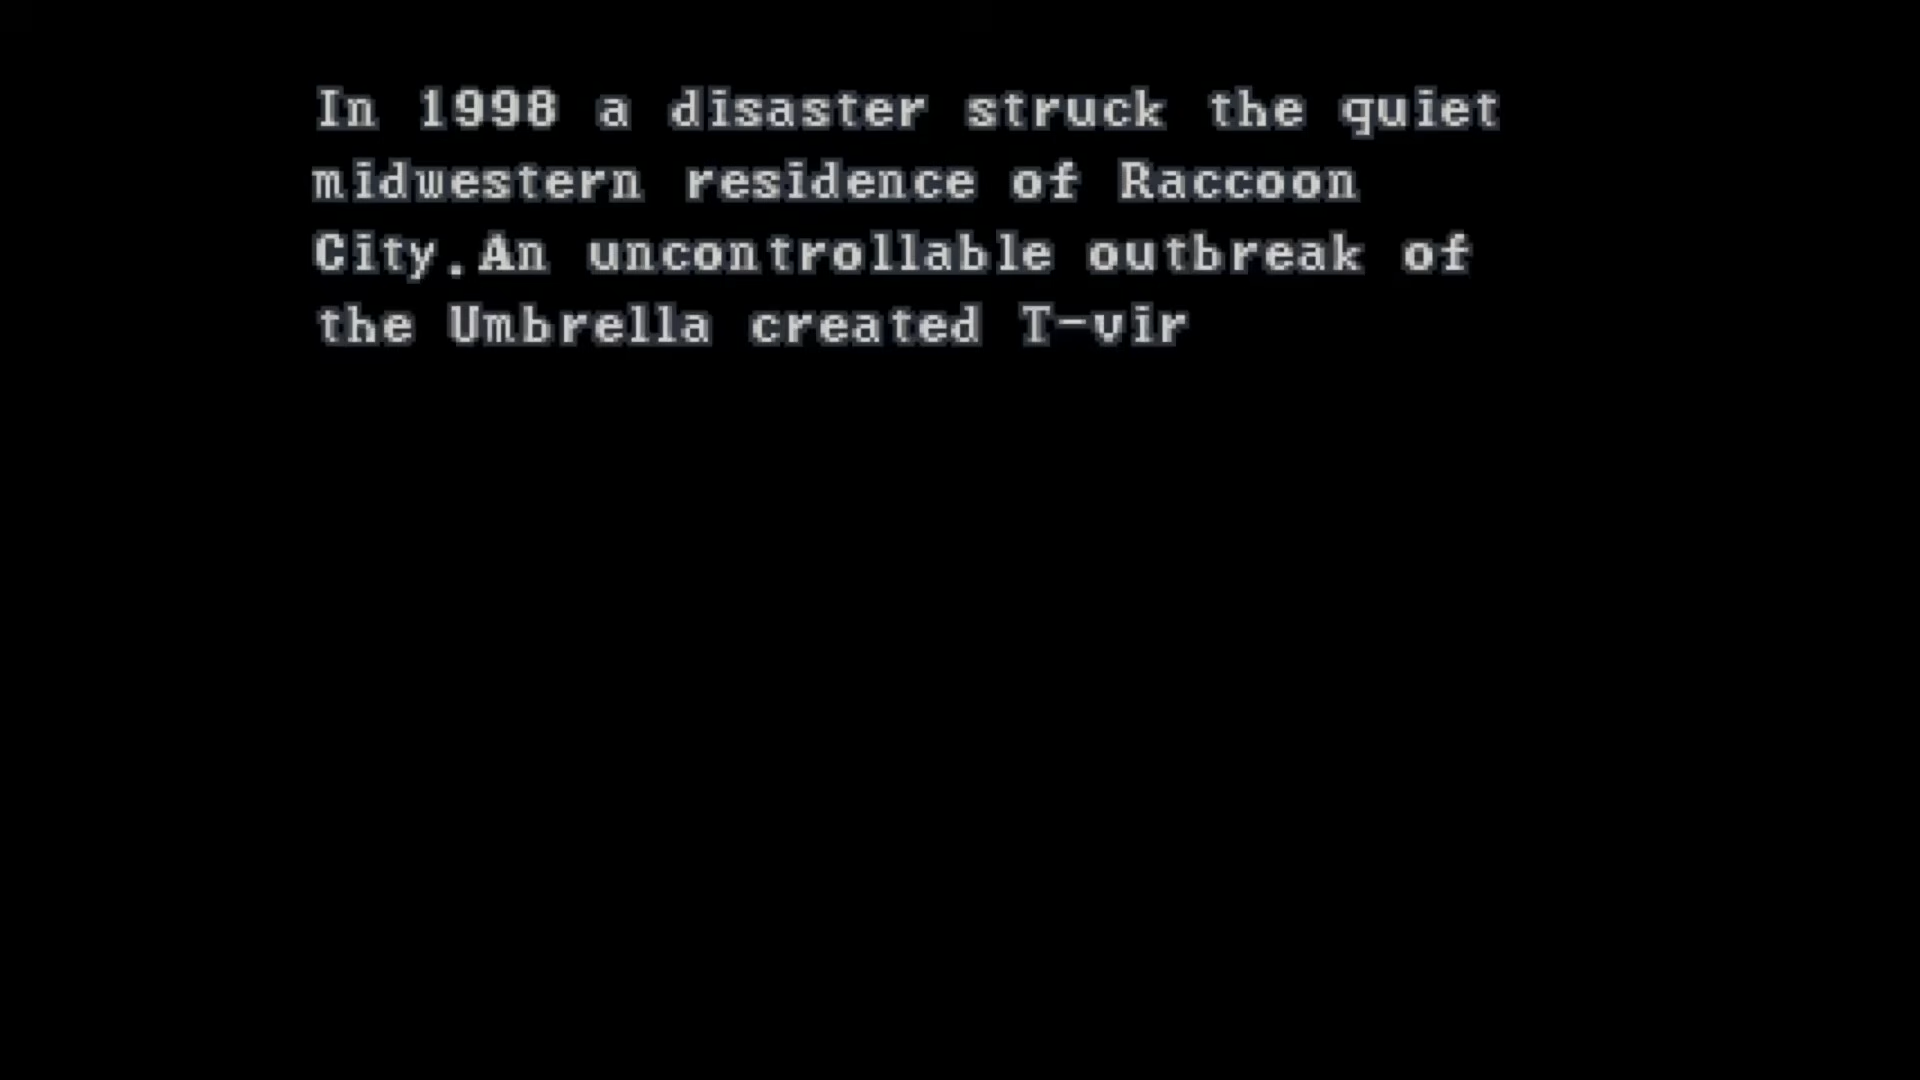 In 1998 a disaster struck the quiet
midwestern residence of Raccoon
City.An uncontrollable outbreak of
the Umbrella created T-vir